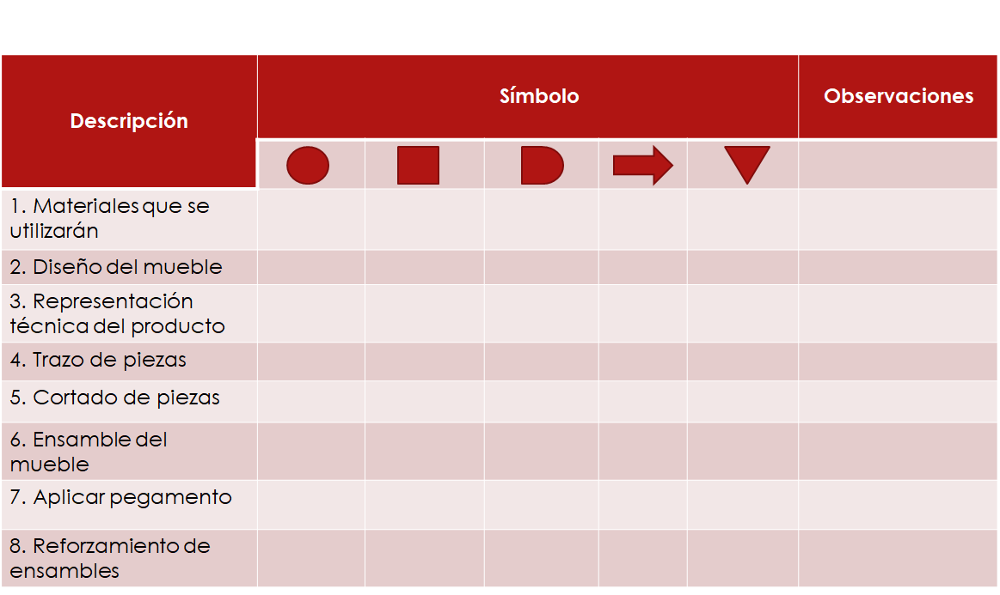 Descripción
Símbolo
Observaciones
1. Materiales que se
utilizarán
2. Diseño del mueble
3. Representación
técnica del producto
4. Trazo de piezas
5. Cortado de piezas
6. Ensamble del
mueble
7. Aplicar pegamento
8. Reforzamiento de
ensambles